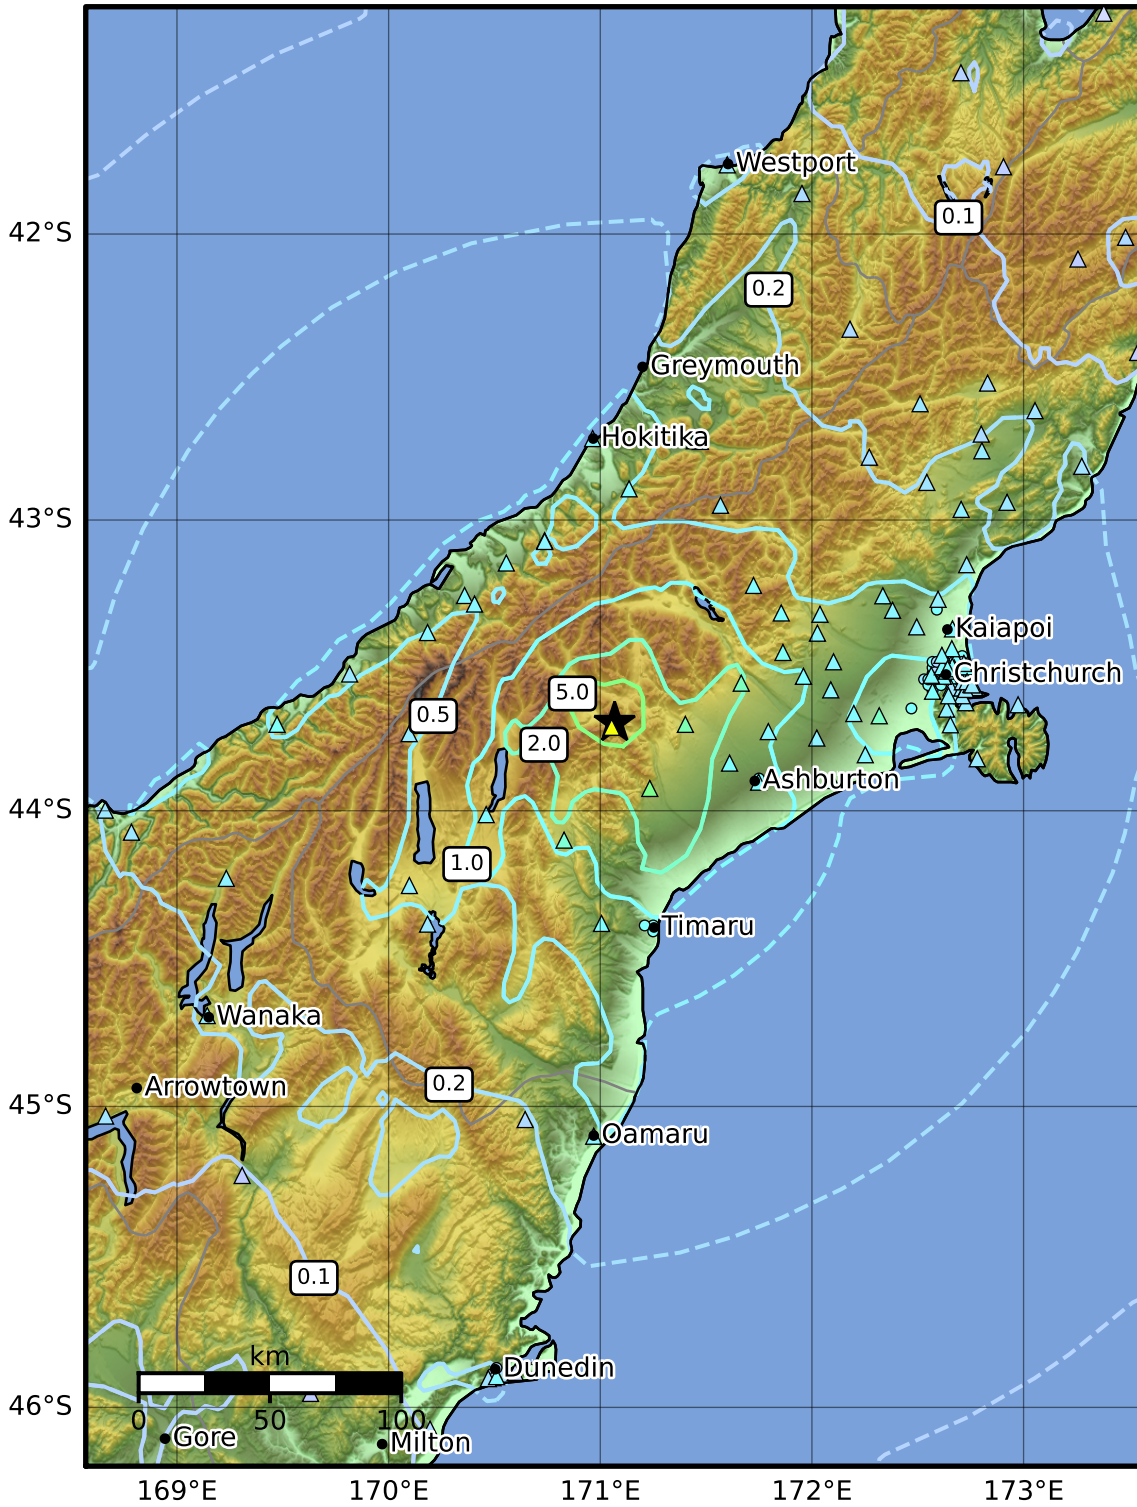 Westport
42°S
0.1
0.2
Greymouth
Hokitika
43°S
Kaiapoi
Christchurch
5.0
0.5
2.0
Ashburton
44°S
1.0
Timaru
Wanaka
0.2
Arrowtown
45°S
Oamaru
0.1
km
Dunedin
46°S
0 50 100
Gore
Milton
169°E 170°E 171°E 172°E 173°E